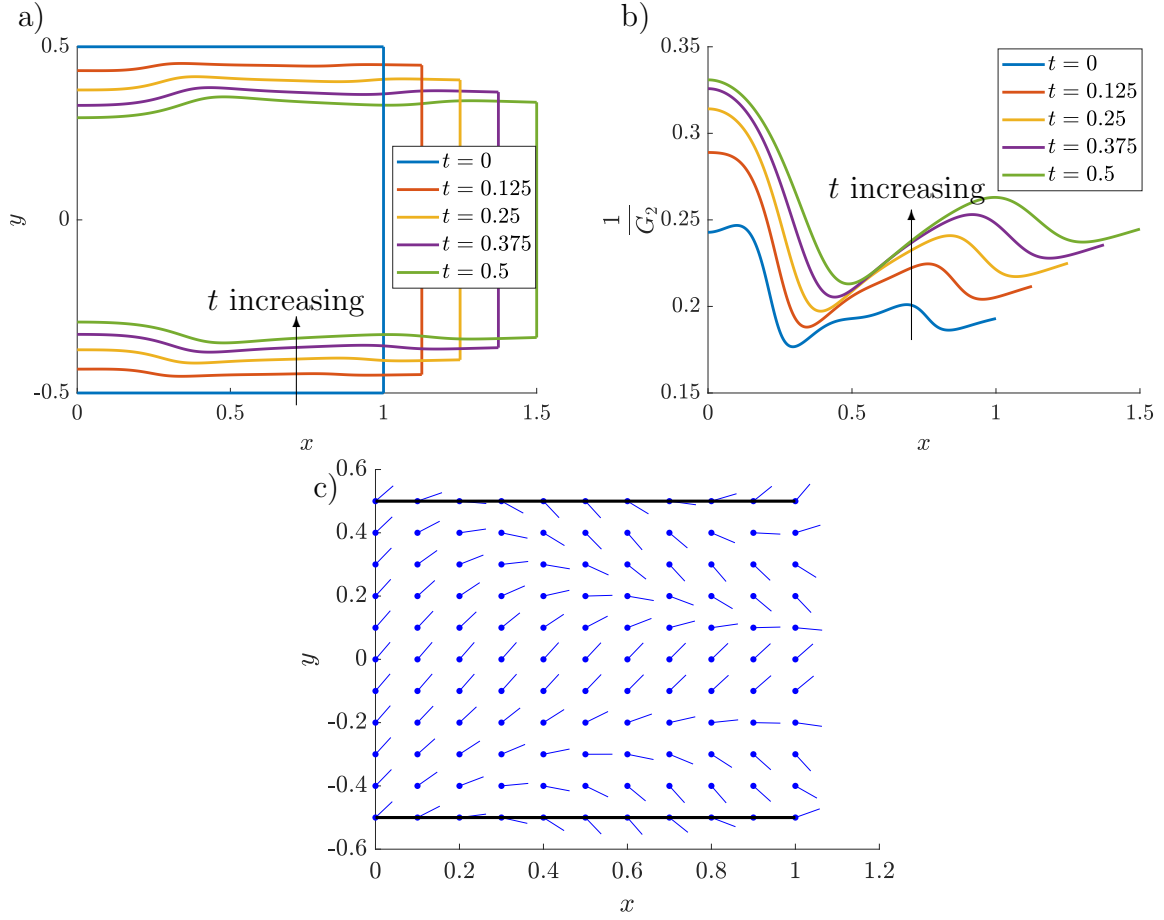 a)
0.5
0
-0.5
y
0
0.5
1
1.5
x
t = 0
t = 0.125
t = 0.25
t = 0.375
t = 0.5
t increasing
b)
0.35
0.3
0.25
0.2
0.15
1
G₂
0
0.5
1
1.5
x
t = 0
t = 0.125
t = 0.25
t = 0.375
t = 0.5
t increasing
c)
0.6
0.4
0.2
0
-0.2
-0.4
-0.6
y
0
0.2
0.4
0.6
0.8
1
1.2
x